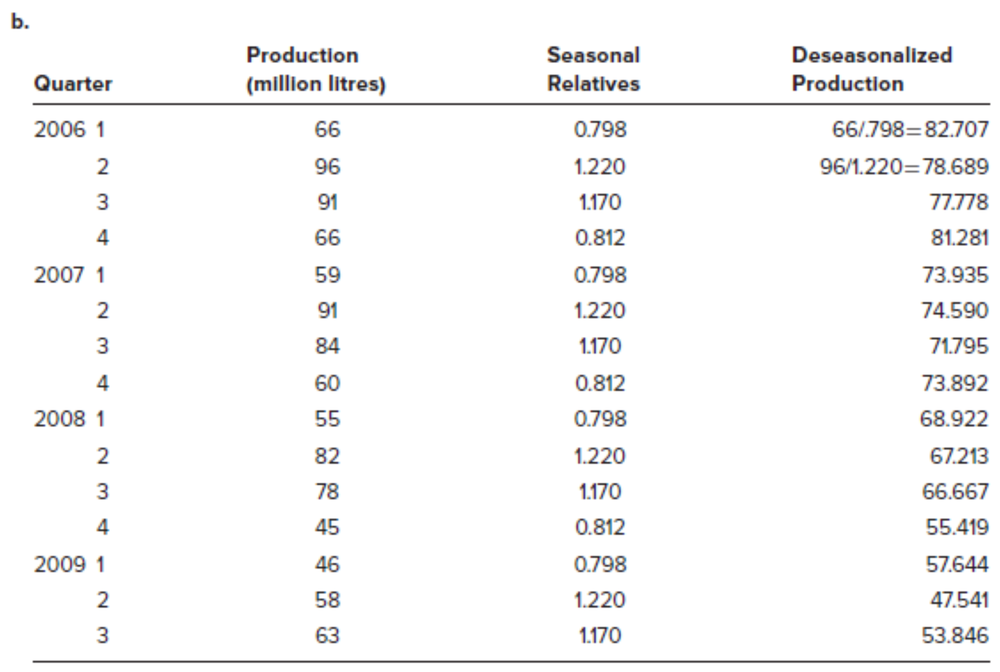 b.
Production Seasonal Deseasonalized
Quarter (million litres) Relatives Production
2006 1 66 0.798 66/.798=82.707
2 96 1.220 96/1.220=78.689
3 91 1.170 77.778
4 66 0.812 81.281
2007 1 59 0.798 73.935
2 91 1.220 74.590
3 84 1.170 71.795
4 60 0.812 73.892
2008 1 55 0.798 68.922
2 82 1.220 67.213
3 78 1.170 66.667
4 45 0.812 55.419
2009 1 46 0.798 57.644
2 58 1.220 47.541
3 63 1.170 53.846